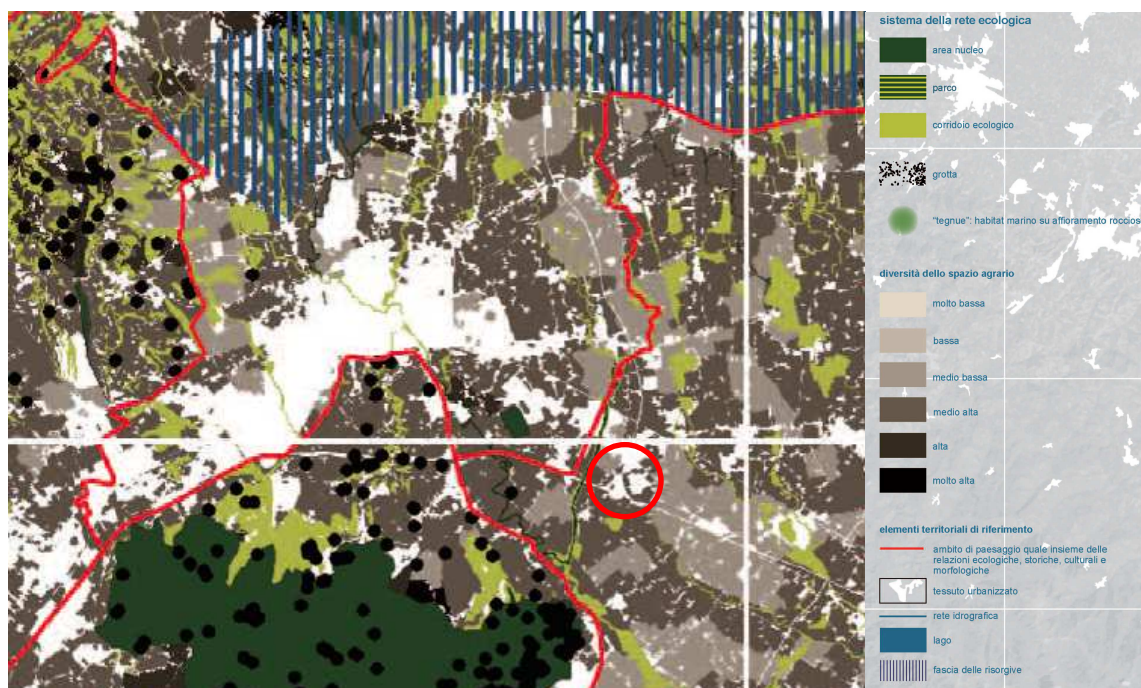 sistema della rete ecologica
area nucleo
parco
corridoio ecologico
grotta
"tegnue": habitat marino su affioramento roccios
diversità dello spazio agrario
molto bassa
bassa
medio bassa
medio alta
alta
molto alta
elementi territoriali di riferimento
ambito di paesaggio quale insieme delle
relazioni ecologiche, storiche, culturali e
morfologiche
tessuto urbanizzato
rete idrografica
lago
fascia delle risorgive